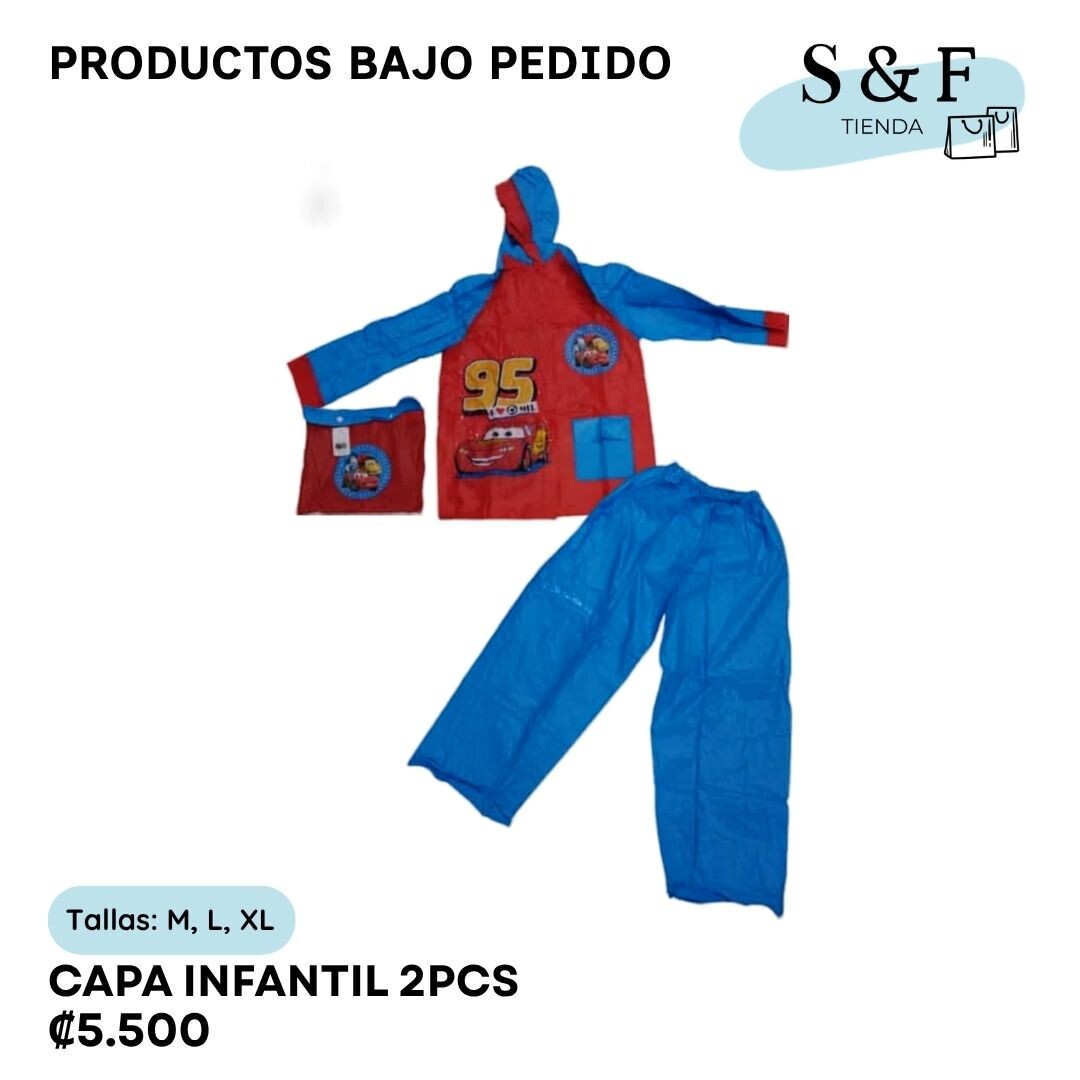 PRODUCTOS BAJO PEDIDO
S & F
TIENDA
95
Tallas: M, L, XL
CAPA INFANTIL 2PCS
₡5.500